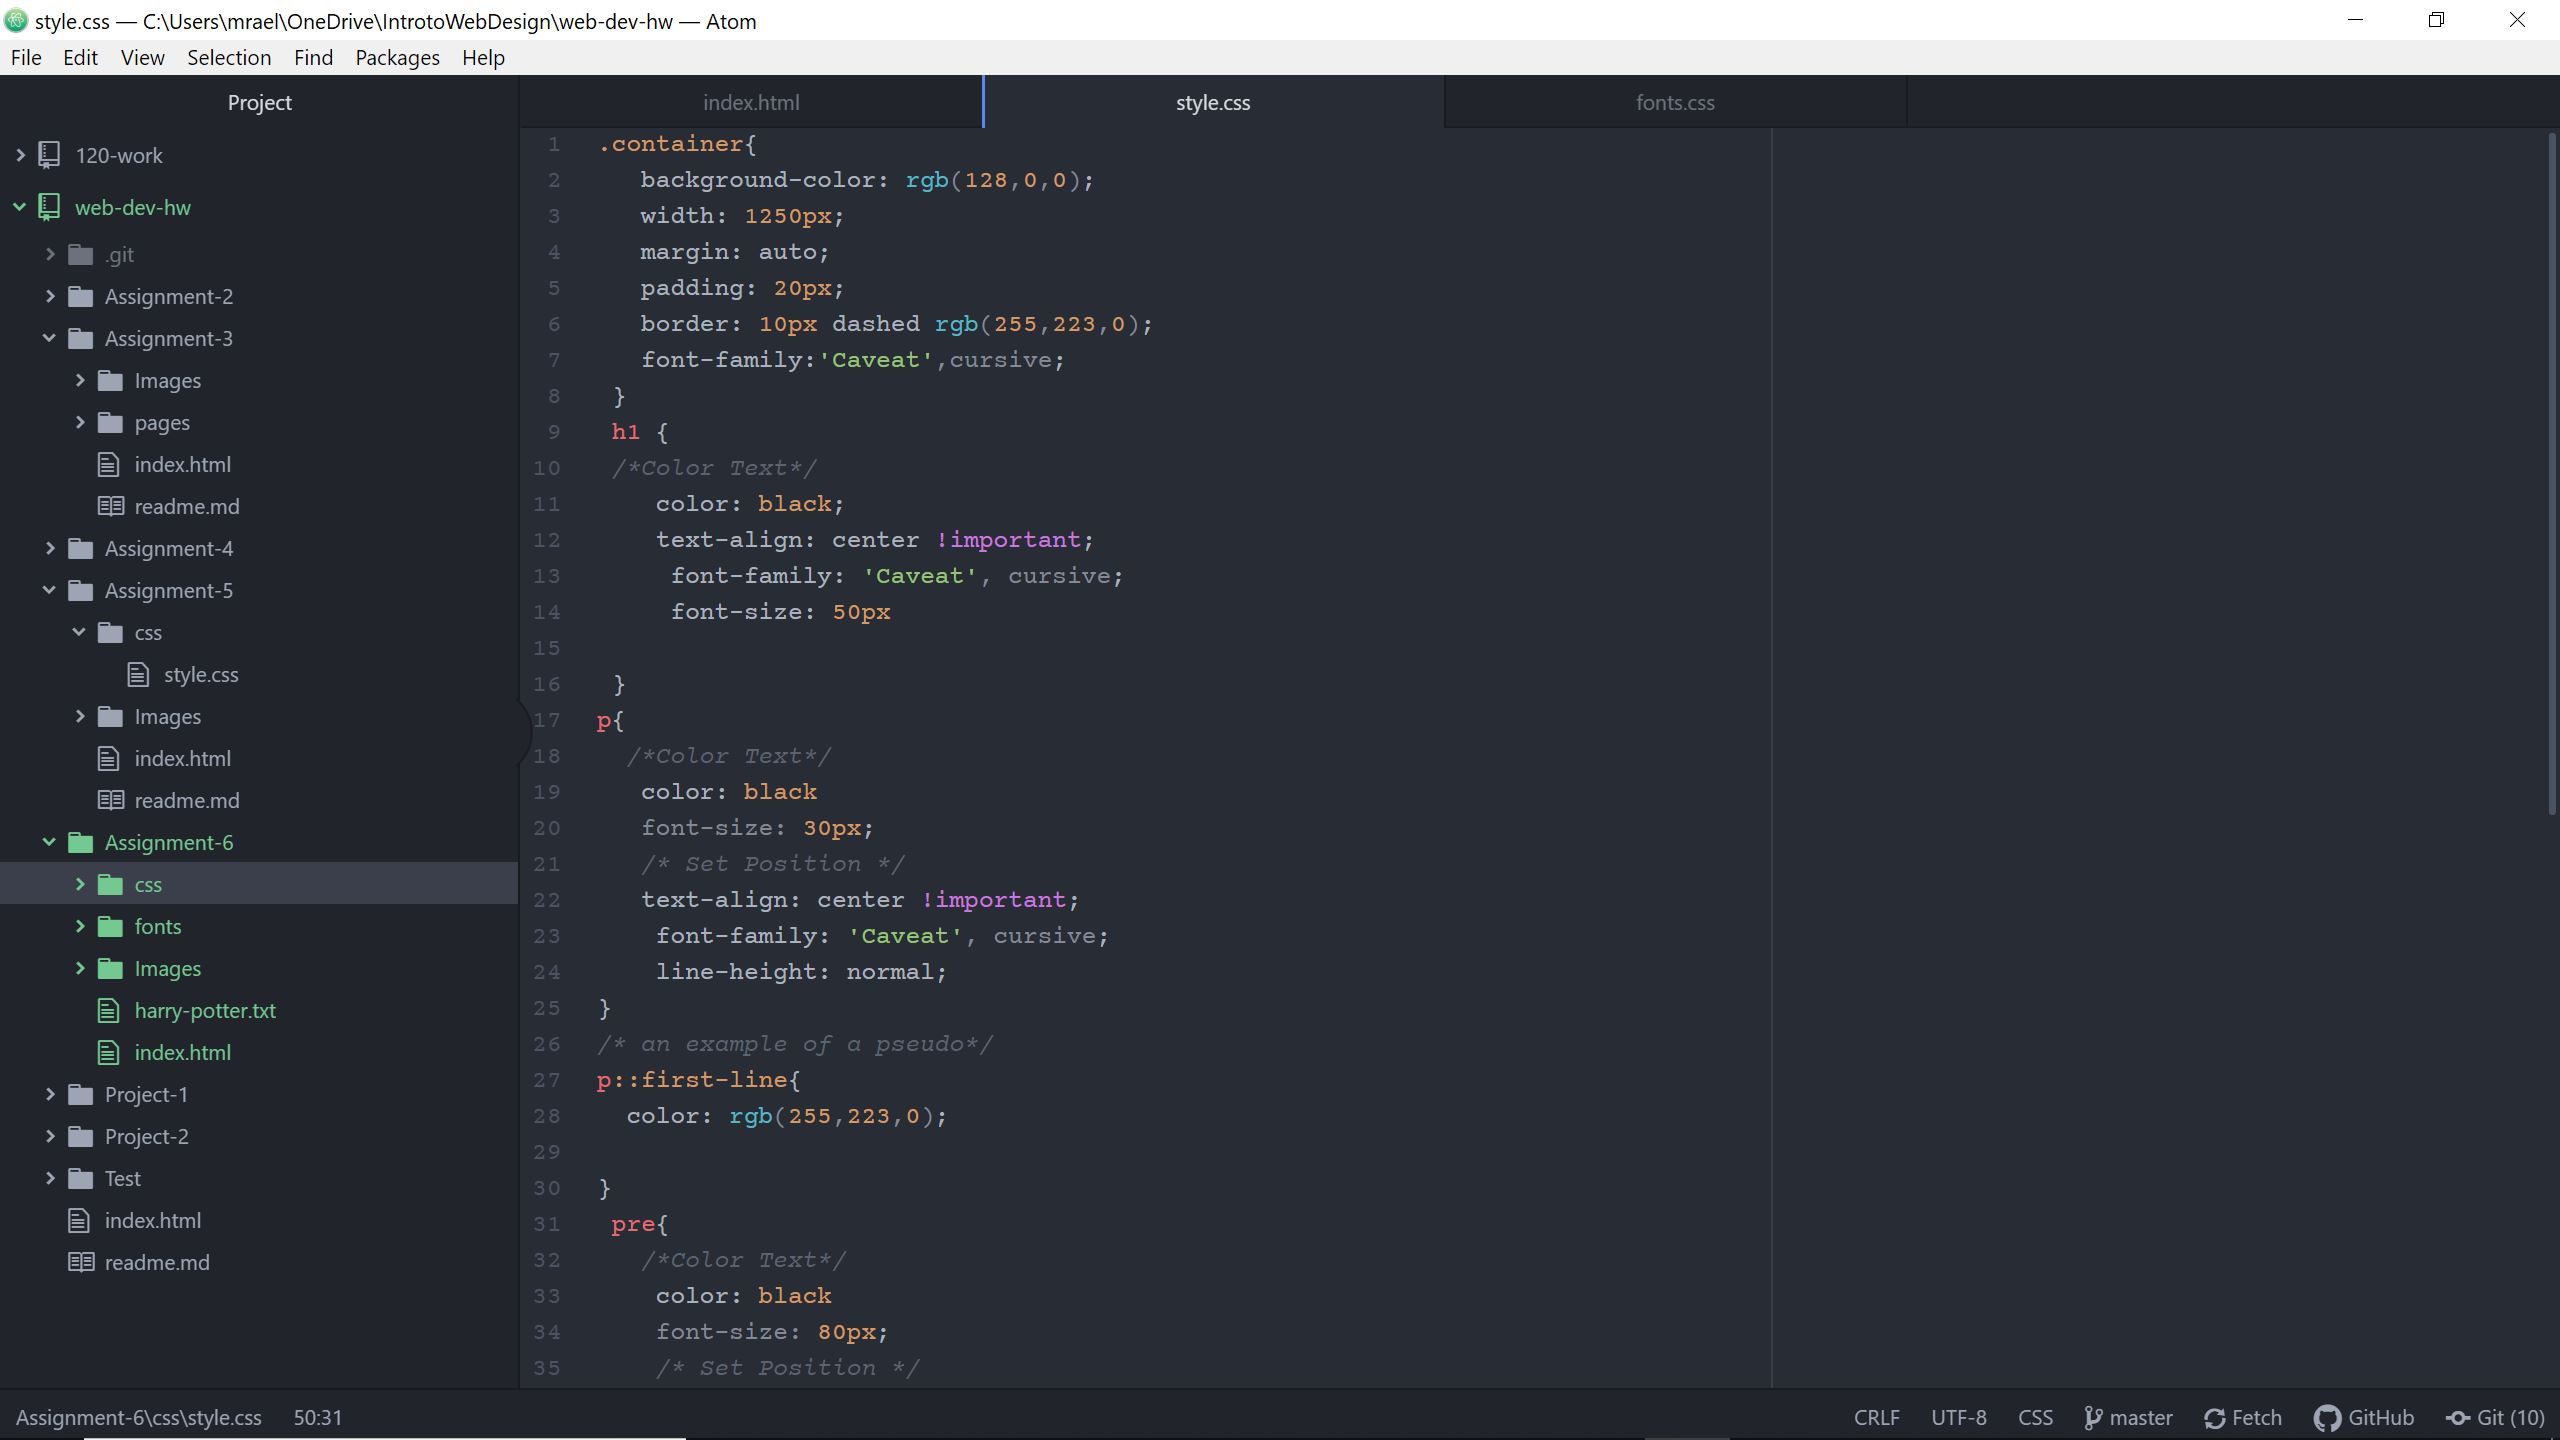 style.css — C:\Users\mrael\OneDrive\IntrotoWebDesign\web-dev-hw — Atom
File Edit View Selection Find Packages Help
Project
120-work
web-dev-hw
.git
Assignment-2
Assignment-3
Images
pages
index.html
readme.md
Assignment-4
Assignment-5
css
style.css
Images
index.html
readme.md
Assignment-6
css
fonts
Images
harry-potter.txt
index.html
Project-1
Project-2
Test
index.html
readme.md
index.html style.css fonts.css
1 .container{
2 background-color: rgb(128,0,0);
3 width: 1250px;
4 margin: auto;
5 padding: 20px;
6 border: 10px dashed rgb(255,223,0);
7 font-family:'Caveat',cursive;
8 }
9 h1 {
10 /*Color Text*/
11 color: black;
12 text-align: center !important;
13 font-family: 'Caveat', cursive;
14 font-size: 50px
15
16 }
17 p{
18 /*Color Text*/
19 color: black
20 font-size: 30px;
21 /* Set Position */
22 text-align: center !important;
23 font-family: 'Caveat', cursive;
24 line-height: normal;
25 }
26 /* an example of a pseudo*/
27 p::first-line{
28 color: rgb(255,223,0);
29
30 }
31 pre{
32 /*Color Text*/
33 color: black
34 font-size: 80px;
35 /* Set Position */
Assignment-6\css\style.css 50:31 CRLF UTF-8 CSS master Fetch GitHub Git (10)